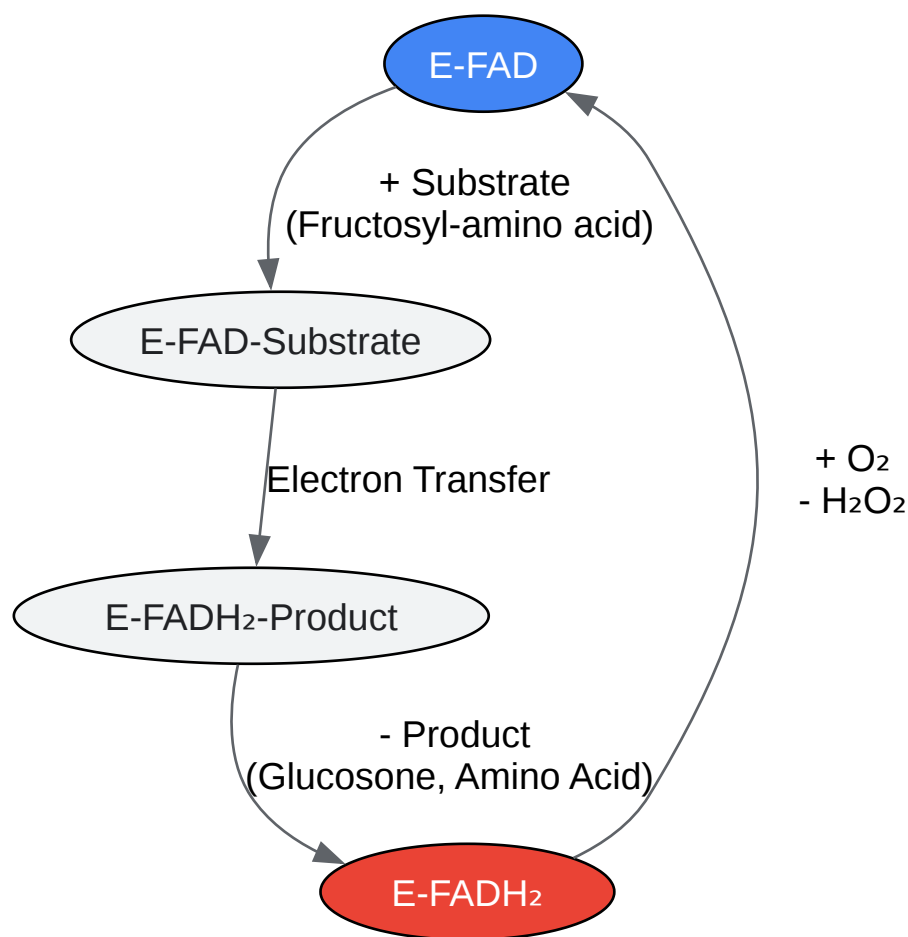 E-FAD
+ Substrate
(Fructosyl-amino acid)
E-FAD-Substrate
+ O₂
- H₂O₂
Electron Transfer
E-FADH₂-Product
- Product
(Glucosone, Amino Acid)
E-FADH₂